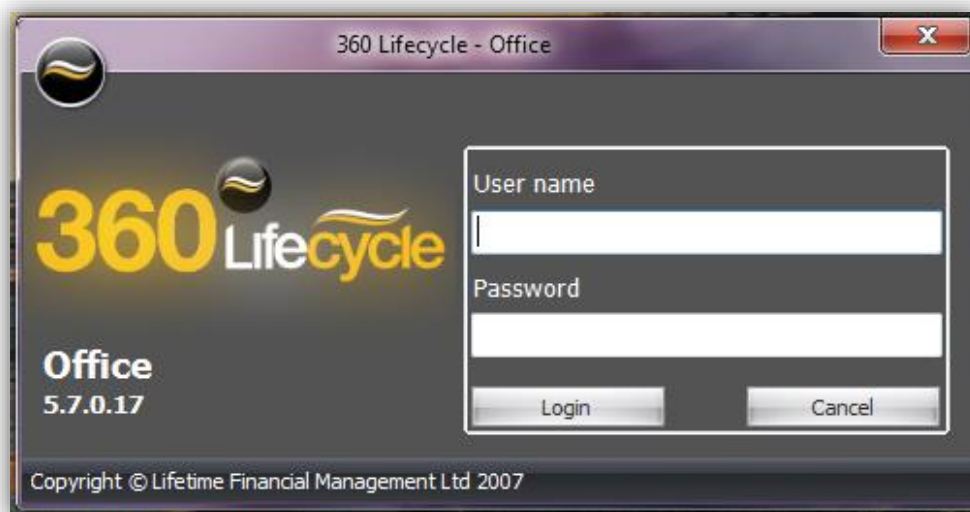 360 Lifecycle - Office
360 Lifecycle
User name
Password
Office
5.7.0.17
Login
Cancel
Copyright © Lifetime Financial Management Ltd 2007